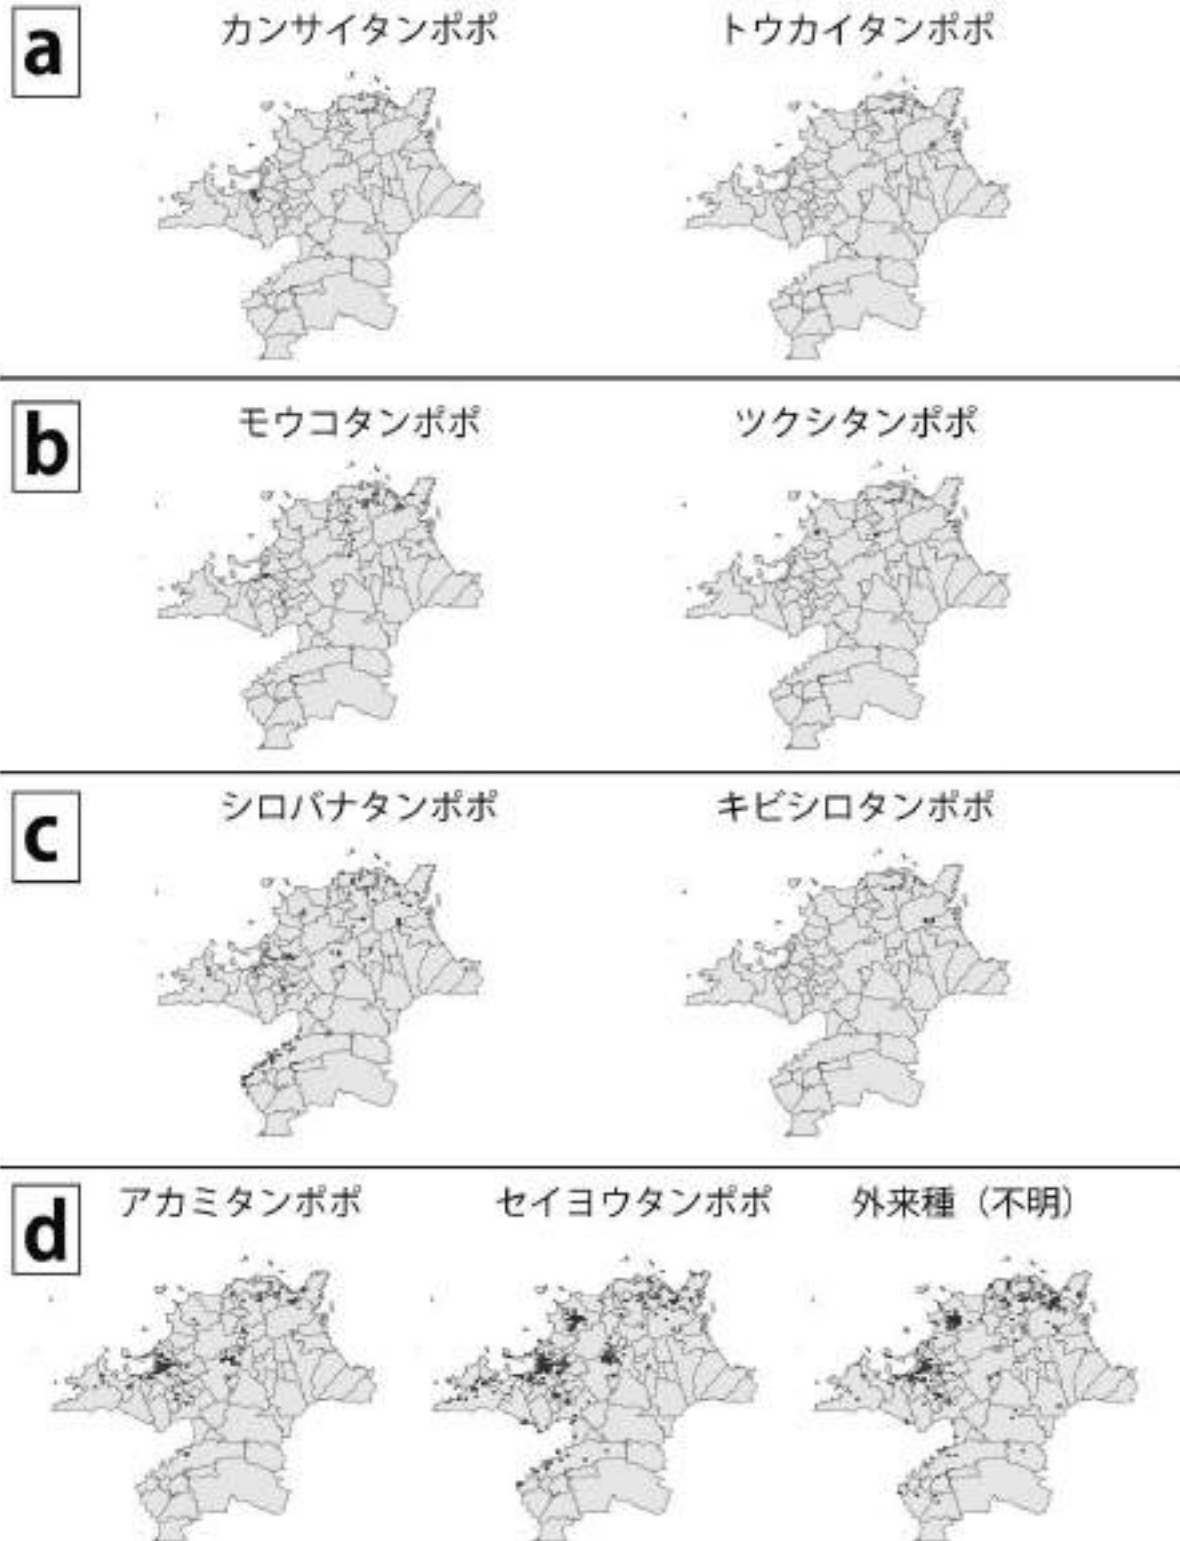 a
カンサイタンポポ トウカイタンポポ
b
モウコタンポポ ツクシタンポポ
c
シロバナタンポポ キビシロタンポポ
d
アカミタンポポ セイヨウタンポポ 外来種（不明）